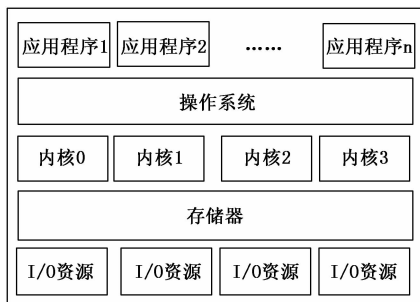 应用程序1 应用程序2 …… 应用程序n
操作系统
内核0 内核1 内核2 内核3
存储器
I/O资源 I/O资源 I/O资源 I/O资源